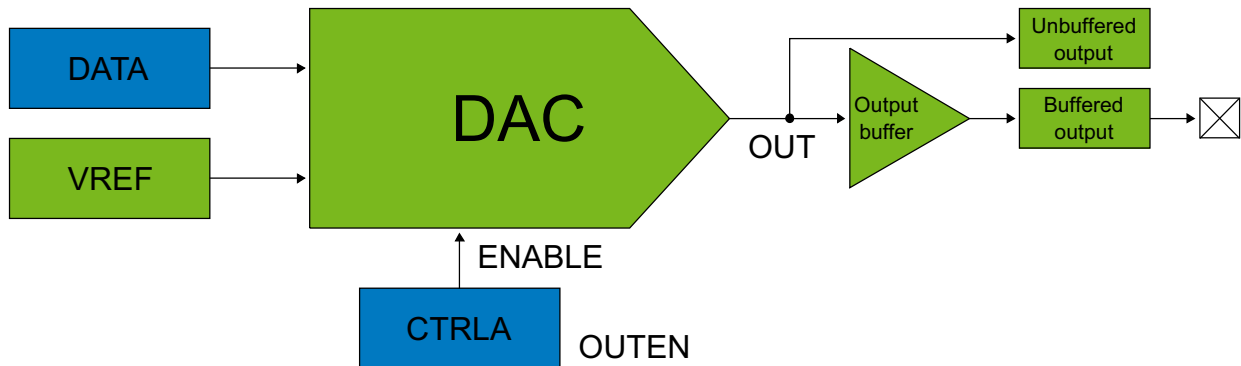 DATA
VREF
DAC
ENABLE
CTRLA
OUTEN
OUT
Output
buffer
Unbuffered
output
Buffered
output